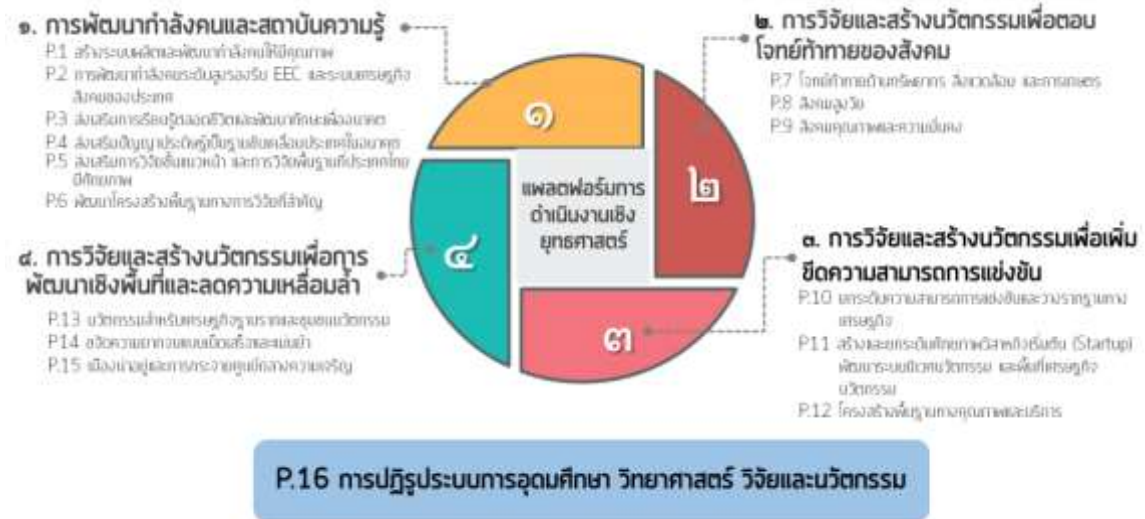 ๑. การพัฒนากำลังคนและสถาบันความรู้
P.1 สร้างระบบผลิตและพัฒนากำลังคนให้มีคุณภาพ
P.2 การพัฒนากำลังคนระดับสูงรองรับ EEC และระบบเศรษฐกิจ
สังคมของประเทศ
P.3 ส่งเสริมการเรียนรู้ตลอดชีวิตและพัฒนาทักษะเพื่ออนาคต
P.4 ส่งเสริมปัญญาประดิษฐ์เป็นฐานขับเคลื่อนประเทศในอนาคต
P.5 ส่งเสริมการวิจัยขั้นแนวหน้า และการวิจัยพื้นฐานที่ประเทศไทย
มีศักยภาพ
P.6 พัฒนาโครงสร้างพื้นฐานทางการวิจัยที่สำคัญ
๒. การวิจัยและสร้างนวัตกรรมเพื่อตอบ
โจทย์ท้าทายของสังคม
P.7 โจทย์ท้าทายด้านทรัพยากร สิ่งแวดล้อม และการเกษตร
P.8 สังคมสูงวัย
P.9 สังคมคุณภาพและความมั่นคง
๑
๒
๓
๔
แพลตฟอร์มการ
ดำเนินงานเชิง
ยุทธศาสตร์
๓. การวิจัยและสร้างนวัตกรรมเพื่อเพิ่ม
ขีดความสามารถการแข่งขัน
P.10 ยกระดับความสามารถการแข่งขันและวางรากฐานทาง
เศรษฐกิจ
P.11 สร้างและยกระดับศักยภาพวิสาหกิจเริ่มต้น (Startup)
พัฒนาระบบนิเวศนวัตกรรม และพื้นที่เศรษฐกิจ
นวัตกรรม
P.12 โครงสร้างพื้นฐานทางคุณภาพและบริการ
๔. การวิจัยและสร้างนวัตกรรมเพื่อการ
พัฒนาเชิงพื้นที่และลดความเหลื่อมล้ำ
P.13 นวัตกรรมสำหรับเศรษฐกิจฐานรากและชุมชนนวัตกรรม
P.14 ขจัดความยากจนแบบเบ็ดเสร็จและแม่นยำ
P.15 เมืองน่าอยู่และการกระจายศูนย์กลางความเจริญ
P.16 การปฏิรูประบบการอุดมศึกษา วิทยาศาสตร์ วิจัยและนวัตกรรม